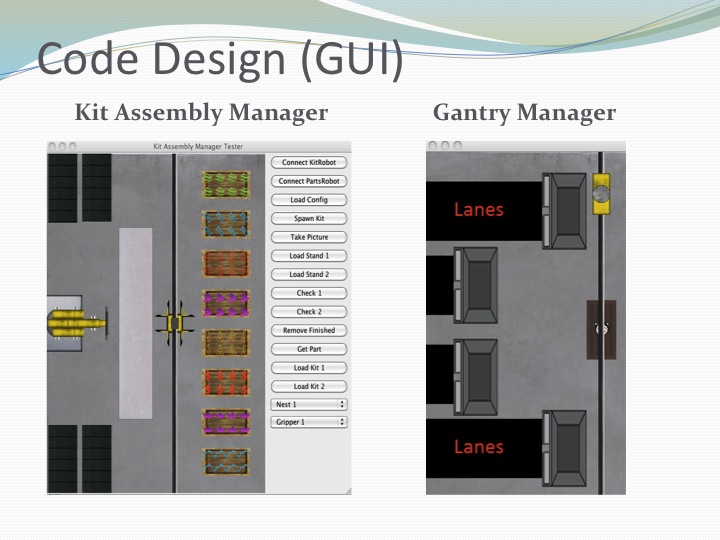 Code Design (GUI)
Kit Assembly Manager
Gantry Manager
Kit Assembly Manager Tester
Connect KitRobot
Connect PartsRobot
Load Config
Spawn Kit
Take Picture
Load Stand 1
Load Stand 2
Check 1
Check 2
Remove Finished
Get Part
Load Kit 1
Load Kit 2
Nest 1
Gripper 1
Lanes
Lanes